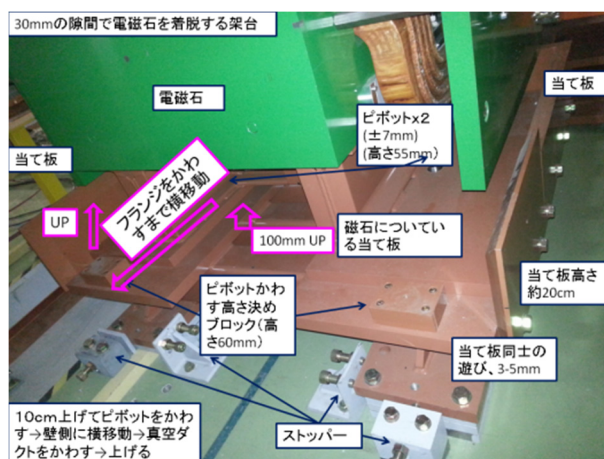 30mmの隙間で電磁石を着脱する架台
電磁石
当て板
ピボットx2
(±7mm)
(高さ55mm)
当て板
UP
フランジをかわ
すまで横移動
100mm UP
磁石についてい
る当て板
ピボットかわ
す高さ決め
ブロック(高
さ60mm)
当て板高さ
約20cm
当て板同士の
遊び、3-5mm
10cm上げてピボットをかわ
す→壁側に横移動→真空ダ
クトをかわす→上げる
ストッパー